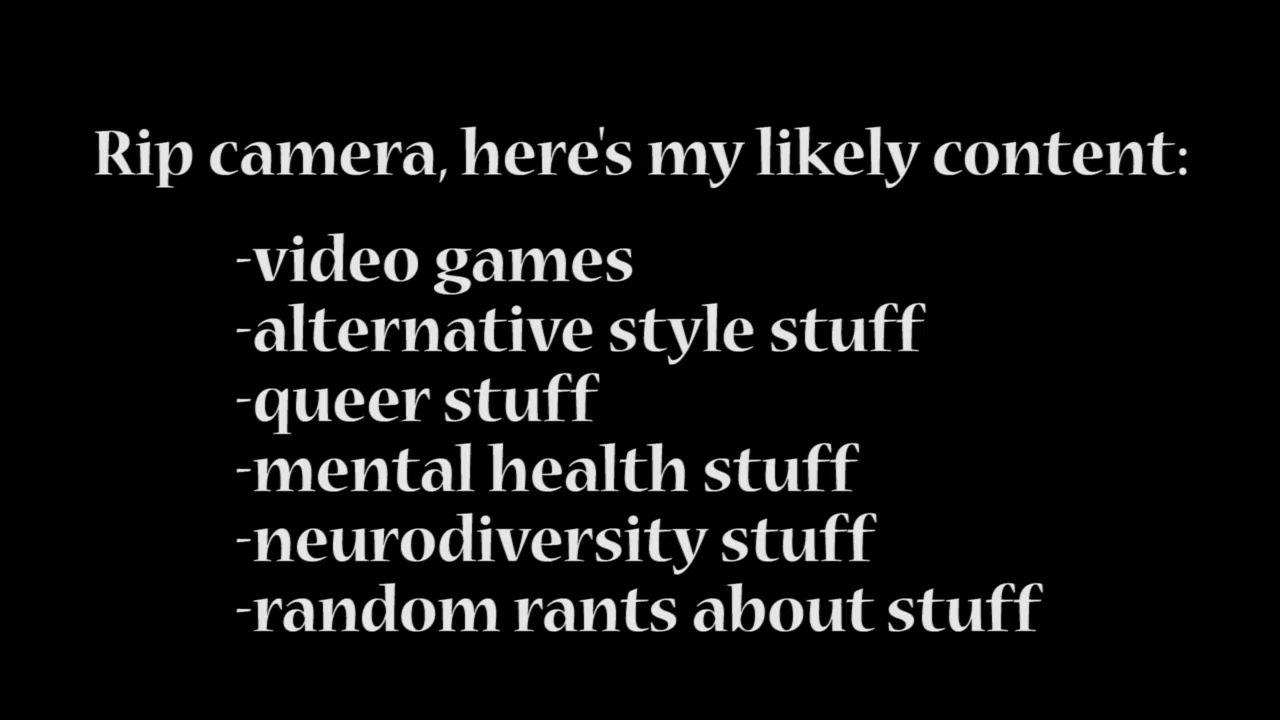 Rip camera, here's my likely content:
-video games
-alternative style stuff
-queer stuff
-mental health stuff
-neurodiversity stuff
-random rants about stuff